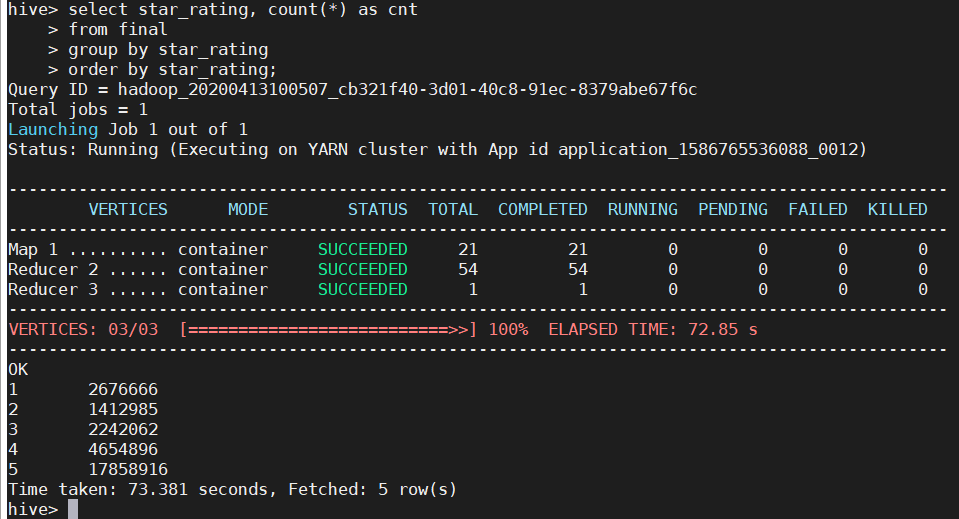 hive> select star_rating, count(*) as cnt
    > from final
    > group by star_rating
    > order by star_rating;
Query ID = hadoop_20200413100507_cb321f40-3d01-40c8-91ec-8379abe67f6c
Total jobs = 1
Launching Job 1 out of 1
Status: Running (Executing on YARN cluster with App id application_1586765536088_0012)
----------------------------------------------------------------------------------------------
        VERTICES      MODE        STATUS  TOTAL  COMPLETED  RUNNING  PENDING  FAILED  KILLED
----------------------------------------------------------------------------------------------
Map 1 .......... container     SUCCEEDED     21         21        0        0       0       0
Reducer 2 ...... container     SUCCEEDED     54         54        0        0       0       0
Reducer 3 ...... container     SUCCEEDED      1          1        0        0       0       0
----------------------------------------------------------------------------------------------
VERTICES: 03/03  [==========================>>] 100%  ELAPSED TIME: 72.85 s
----------------------------------------------------------------------------------------------
OK
1       2676666
2       1412985
3       2242062
4       4654896
5       17858916
Time taken: 73.381 seconds, Fetched: 5 row(s)
hive>